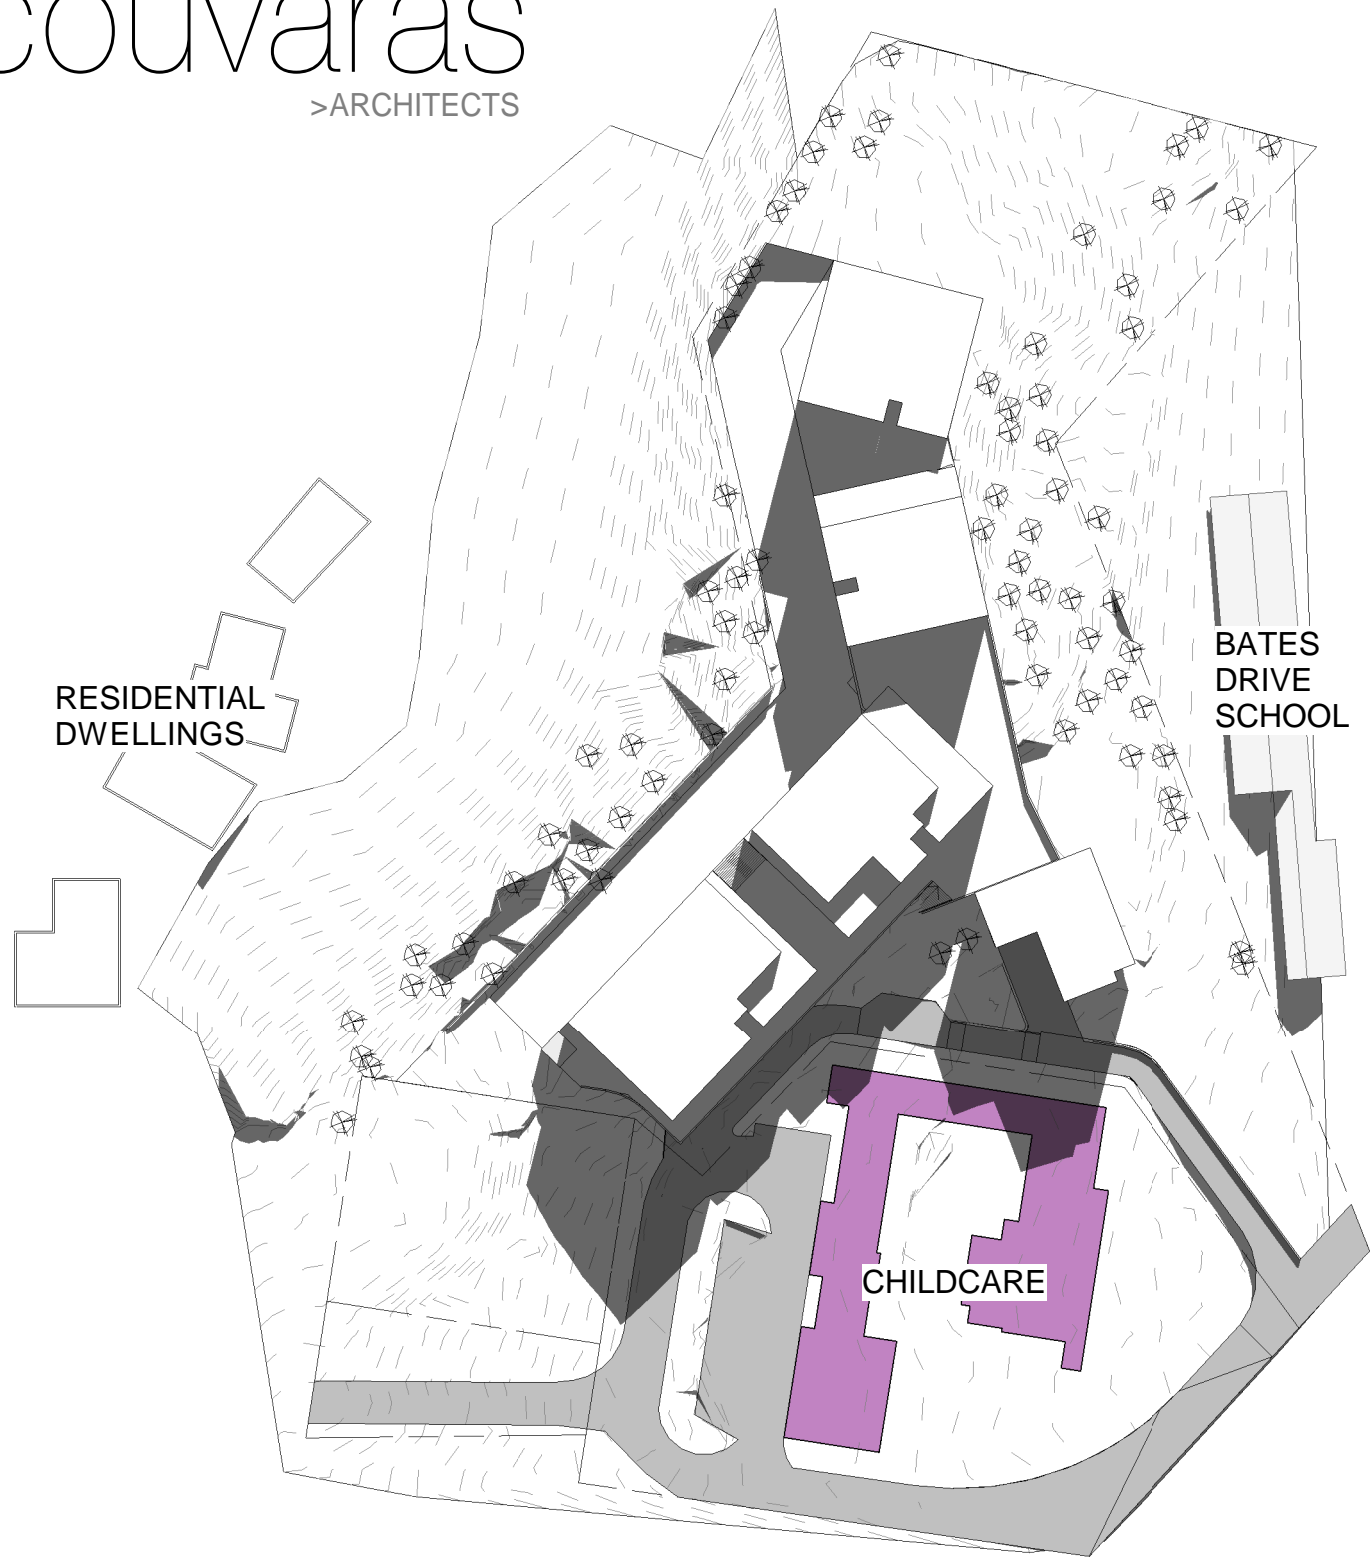 couvaras
>ARCHITECTS
RESIDENTIAL
DWELLINGS
BATES
DRIVE
SCHOOL
CHILDCARE